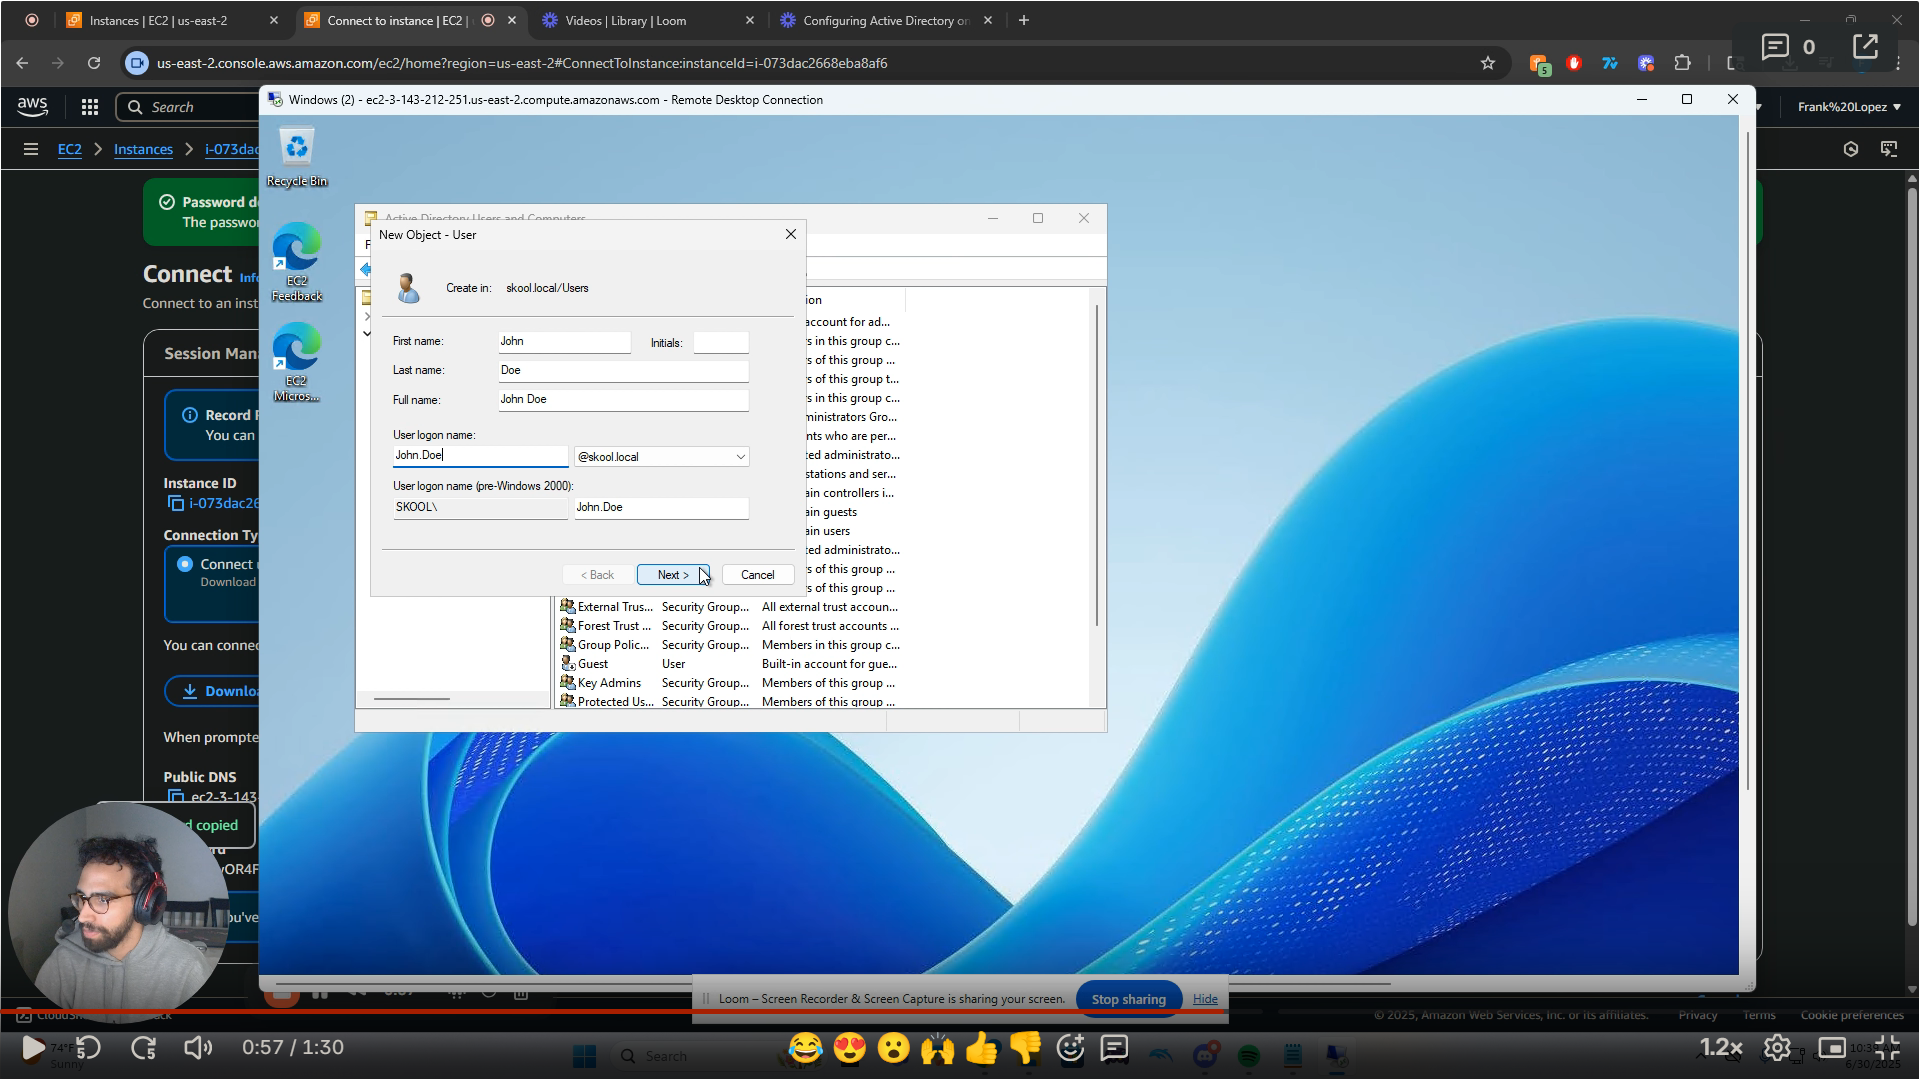 Instances | EC2 | us-east-2
Connect to instance | EC2 |
Videos | Library | Loom
Configuring Active Directory on
us-east-2.console.aws.amazon.com/ec2/home?region=us-east-2#ConnectToInstance:instanceId=i-073dac2668eba8af6
5
0
aws
Search
Windows (2) - ec2-3-143-212-251.us-east-2.compute.amazonaws.com - Remote Desktop Connection
Frank%20Lopez
EC2
Instances
i-073dac
Recycle Bin
Password d
The passwor
EC2
Feedback
EC2
Micros...
Connect
Info
Connect to an inst
Session Man
Record
You can
Instance ID
i-073dac26
Connection Ty
Connect
Download
You can connec
Downloa
When prompte
Public DNS
ec2-3-143-
d copied
OR4F
ou've
Active Directory Users and Computers
New Object - User
Create in:
skool.local/Users
First name:
John
Initials:
Last name:
Doe
Full name:
John Doe
User logon name:
John.Doe
@skool.local
User logon name (pre-Windows 2000):
SKOOL\
John.Doe
< Back
Next >
Cancel
ion
account for ad...
s in this group c...
s of this group ...
s of this group t...
s in this group c...
ministrators Gro...
nts who are per...
ted administrato...
stations and ser...
ain controllers i...
ain guests
ain users
ted administrato...
s of this group ...
s of this group ...
External Trus... Security Group... All external trust accoun...
Forest Trust ... Security Group... All forest trust accounts ...
Group Polic... Security Group... Members in this group c...
Guest User Built-in account for gue...
Key Admins Security Group... Members of this group ...
Protected Us... Security Group... Members of this group ...
Loom – Screen Recorder & Screen Capture is sharing your screen.
Stop sharing
Hide
© 2025, Amazon Web Services, Inc. or its affiliates.
Privacy
Terms
Cookie preferences
74°F
Sunny
5
5
0:57 / 1:30
Search
1.2x
6/30/2025